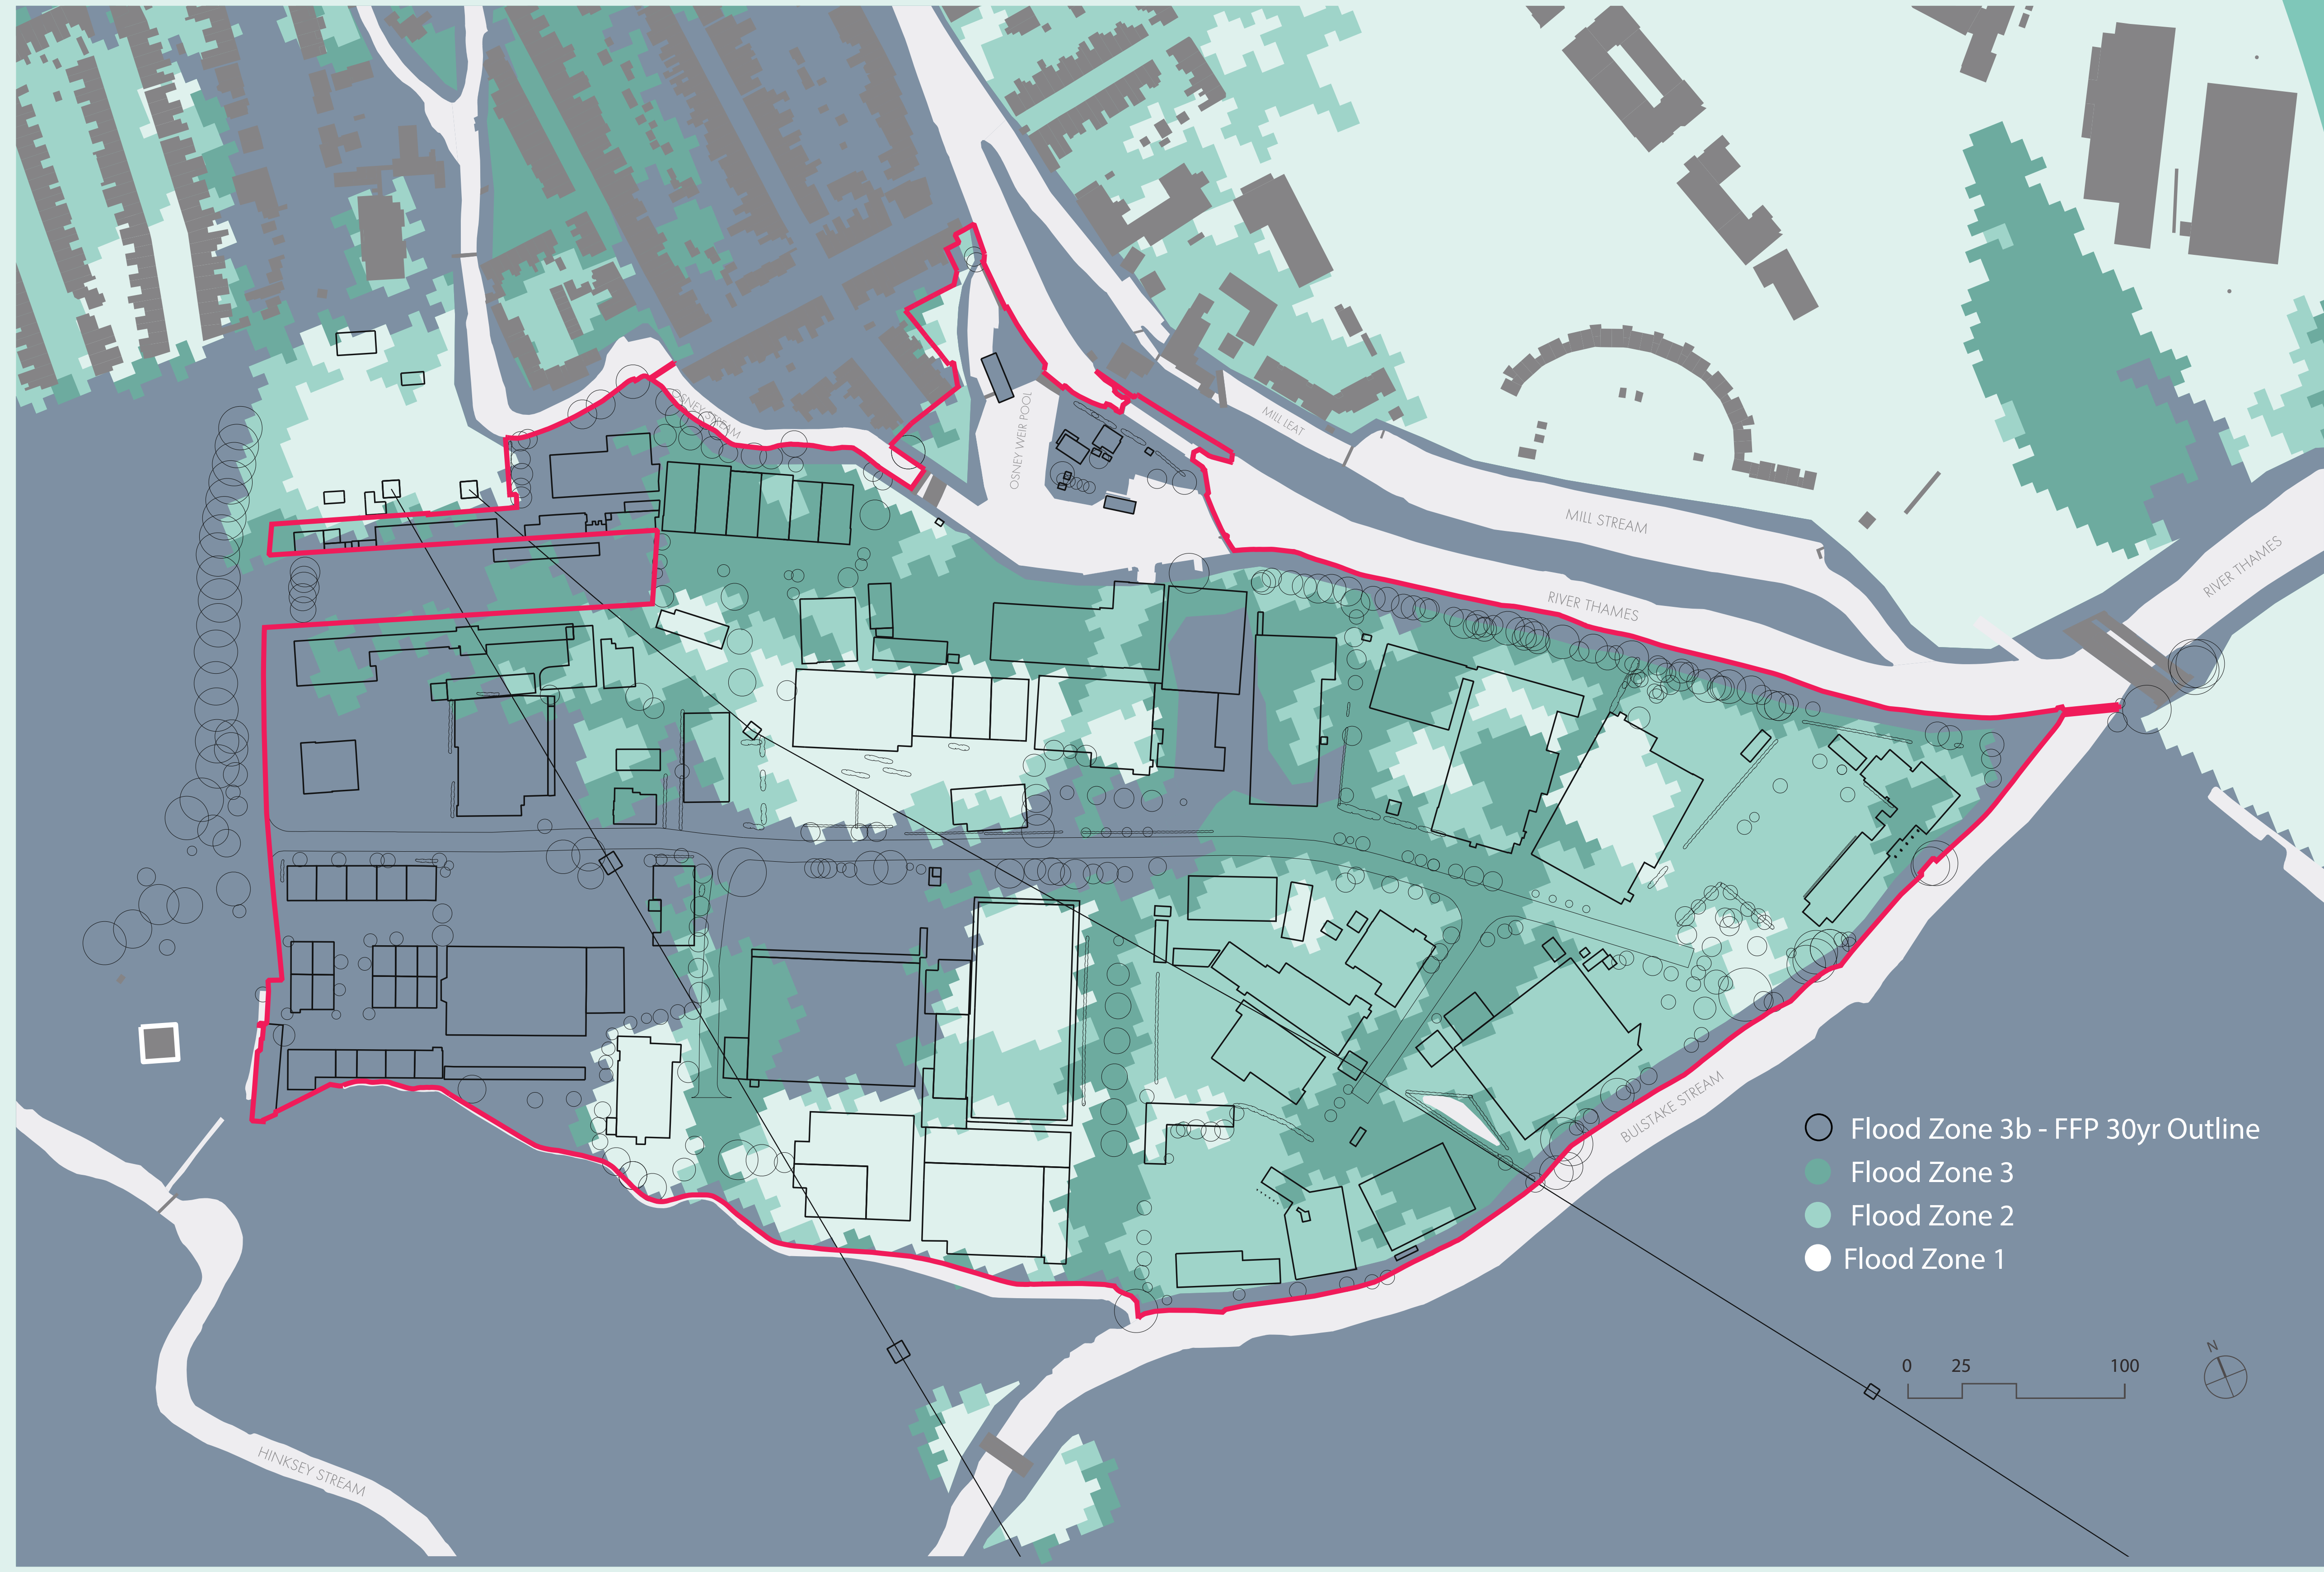 OSNEY STREAM
OSNEY WEIR POOL
MILL LEAT
MILL STREAM
RIVER THAMES
RIVER THAMES
BULSTAKE STREAM
HINKSEY STREAM
Flood Zone 3b - FFP 30yr Outline
Flood Zone 3
Flood Zone 2
Flood Zone 1
0 25 100
N